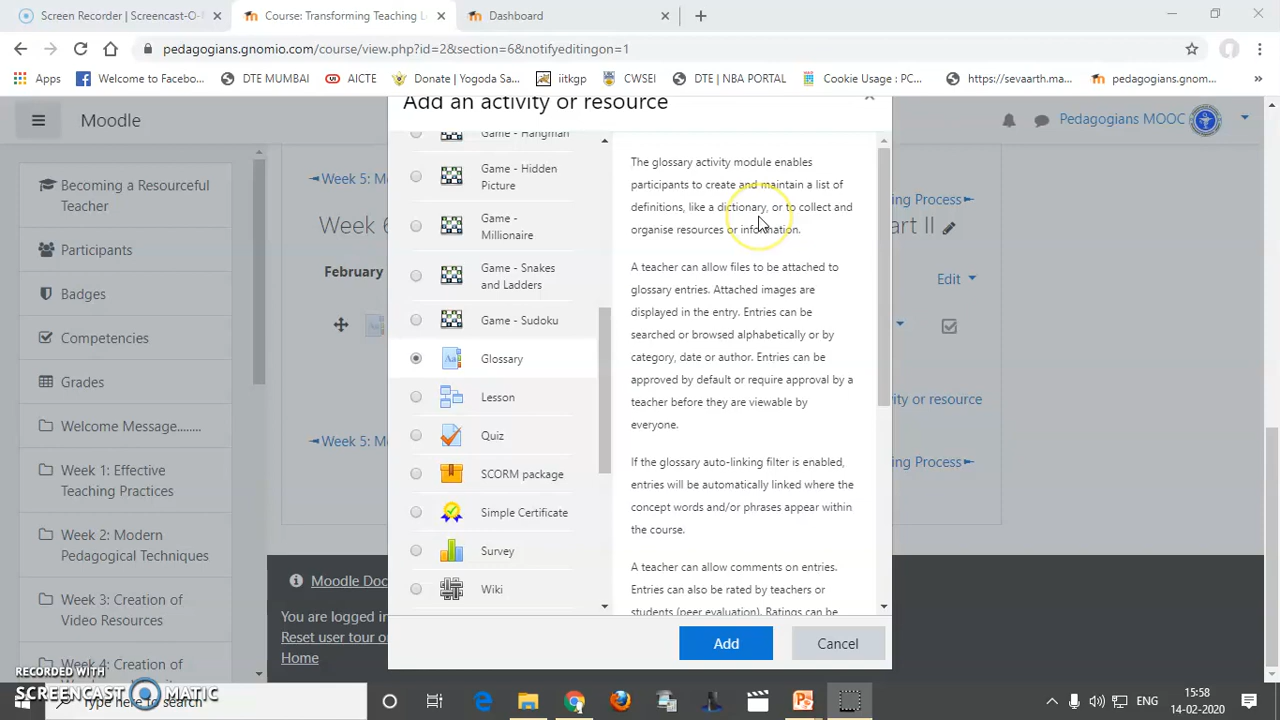 Screen Recorder | Screencast-O-
Course: Transforming Teaching L
Dashboard
pedagogians.gnomio.com/course/view.php?id=2&section=6&notifyeditingon=1
Apps
Welcome to Facebo...
DTE MUMBAI
AICTE
Donate | Yogoda Sa...
iitkgp
CWSEI
DTE | NBA PORTAL
Cookie Usage : PC...
https://sevaarth.ma...
pedagogians.gnom...
»
Moodle
Pedagogians MOOC
Becoming a Resourceful
Teacher
Participants
Badges
Competencies
Grades
Welcome Message........
Week 1: Effective
Teaching Practices
Week 2: Modern
Pedagogical Techniques
Week 3: Creation of
Video Resources
Week 4: Creation of
◄Week 5: M
ng Process►
Week 6
art II
February
Edit
ity or resource
◄Week 5: M
ng Process►
Moodle Doc
You are logged in
Reset user tour o
Home
Add an activity or resource
×
Game - Hangman
Game - Hidden
Picture
Game -
Millionaire
Game - Snakes
and Ladders
Game - Sudoku
Glossary
Lesson
Quiz
SCORM package
Simple Certificate
Survey
Wiki
The glossary activity module enables
participants to create and maintain a list of
definitions, like a dictionary, or to collect and
organise resources or information.
A teacher can allow files to be attached to
glossary entries. Attached images are
displayed in the entry. Entries can be
searched or browsed alphabetically or by
category, date or author. Entries can be
approved by default or require approval by a
teacher before they are viewable by
everyone.
If the glossary auto-linking filter is enabled,
entries will be automatically linked where the
concept words and/or phrases appear within
the course.
A teacher can allow comments on entries.
Entries can also be rated by teachers or
students (peer evaluation). Ratings can be
Add
Cancel
RECORDED WITH
SCREENCAST MATIC
Type here to search
ENG
15:58
14-02-2020